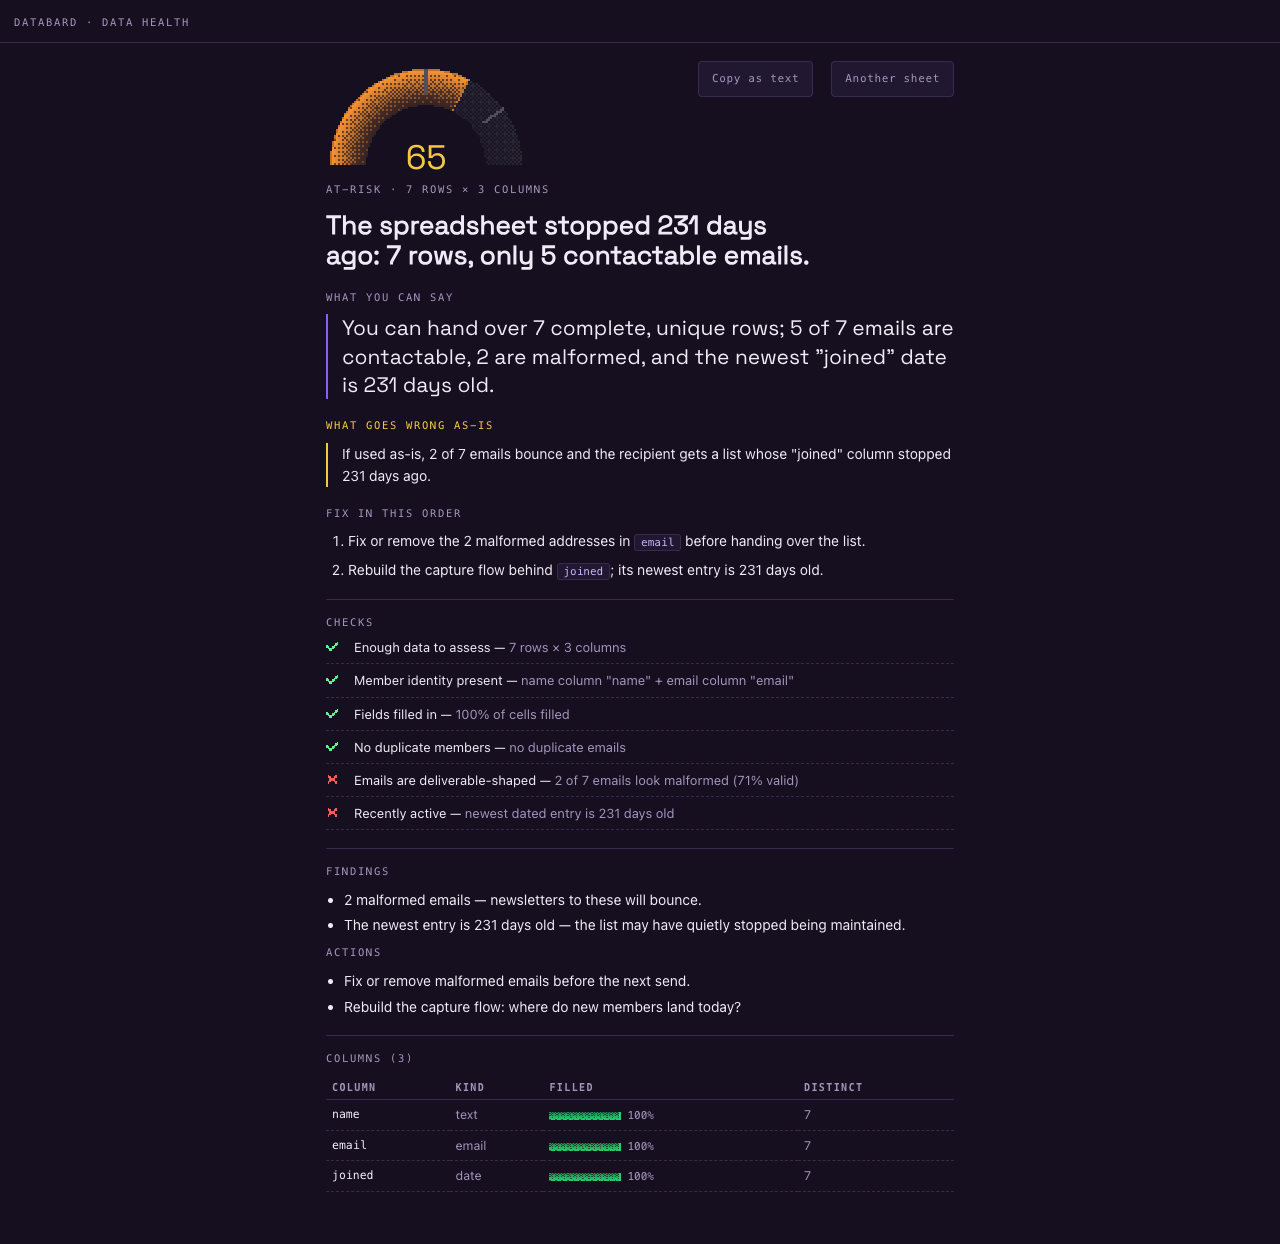 DATABARD · DATA HEALTH
Copy as text
Another sheet
65
AT-RISK · 7 ROWS × 3 COLUMNS
The spreadsheet stopped 231 days
ago: 7 rows, only 5 contactable emails.
WHAT YOU CAN SAY
You can hand over 7 complete, unique rows; 5 of 7 emails are
contactable, 2 are malformed, and the newest ”joined” date
is 231 days old.
WHAT GOES WRONG AS-IS
If used as-is, 2 of 7 emails bounce and the recipient gets a list whose "joined" column stopped
231 days ago.
FIX IN THIS ORDER
1. Fix or remove the 2 malformed addresses in email before handing over the list.
2. Rebuild the capture flow behind joined; its newest entry is 231 days old.
CHECKS
Enough data to assess — 7 rows × 3 columns
Member identity present — name column "name" + email column "email"
Fields filled in — 100% of cells filled
No duplicate members — no duplicate emails
Emails are deliverable-shaped — 2 of 7 emails look malformed (71% valid)
Recently active — newest dated entry is 231 days old
FINDINGS
• 2 malformed emails — newsletters to these will bounce.
• The newest entry is 231 days old — the list may have quietly stopped being maintained.
ACTIONS
• Fix or remove malformed emails before the next send.
• Rebuild the capture flow: where do new members land today?
COLUMNS (3)
COLUMN KIND FILLED DISTINCT
name text 100% 7
email email 100% 7
joined date 100% 7